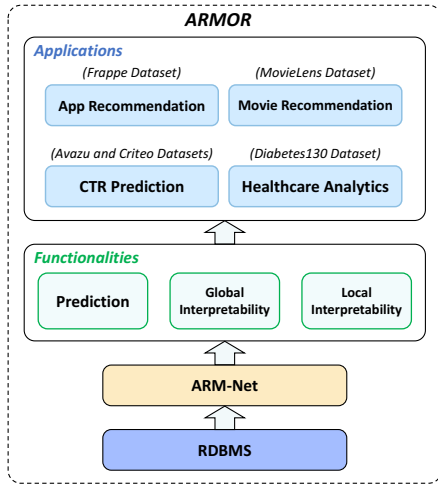 ARMOR
Applications
(Frappe Dataset)
(MovieLens Dataset)
App Recommendation
Movie Recommendation
(Avazu and Criteo Datasets)
(Diabetes130 Dataset)
CTR Prediction
Healthcare Analytics
Functionalities
Prediction
Global
Interpretability
Local
Interpretability
ARM-Net
RDBMS